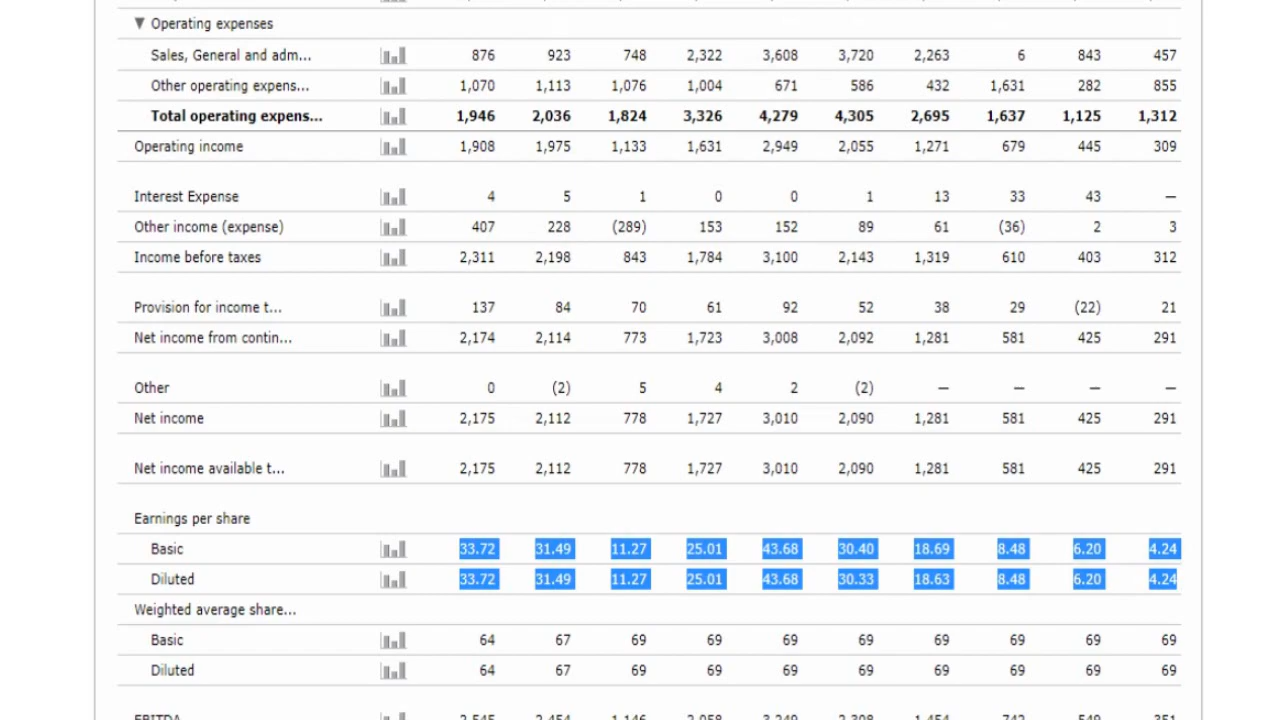 ▼ Operating expenses
Sales, General and adm... 876 923 748 2,322 3,608 3,720 2,263 6 843 457
Other operating expens... 1,070 1,113 1,076 1,004 671 586 432 1,631 282 855
Total operating expens... 1,946 2,036 1,824 3,326 4,279 4,305 2,695 1,637 1,125 1,312
Operating income 1,908 1,975 1,133 1,631 2,949 2,055 1,271 679 445 309
Interest Expense 4 5 1 0 0 1 13 33 43 —
Other income (expense) 407 228 (289) 153 152 89 61 (36) 2 3
Income before taxes 2,311 2,198 843 1,784 3,100 2,143 1,319 610 403 312
Provision for income t... 137 84 70 61 92 52 38 29 (22) 21
Net income from contin... 2,174 2,114 773 1,723 3,008 2,092 1,281 581 425 291
Other 0 (2) 5 4 2 (2) — — — —
Net income 2,175 2,112 778 1,727 3,010 2,090 1,281 581 425 291
Net income available t... 2,175 2,112 778 1,727 3,010 2,090 1,281 581 425 291
Earnings per share
Basic 33.72 31.49 11.27 25.01 43.68 30.40 18.69 8.48 6.20 4.24
Diluted 33.72 31.49 11.27 25.01 43.68 30.33 18.63 8.48 6.20 4.24
Weighted average share...
Basic 64 67 69 69 69 69 69 69 69 69
Diluted 64 67 69 69 69 69 69 69 69 69
EBITDA